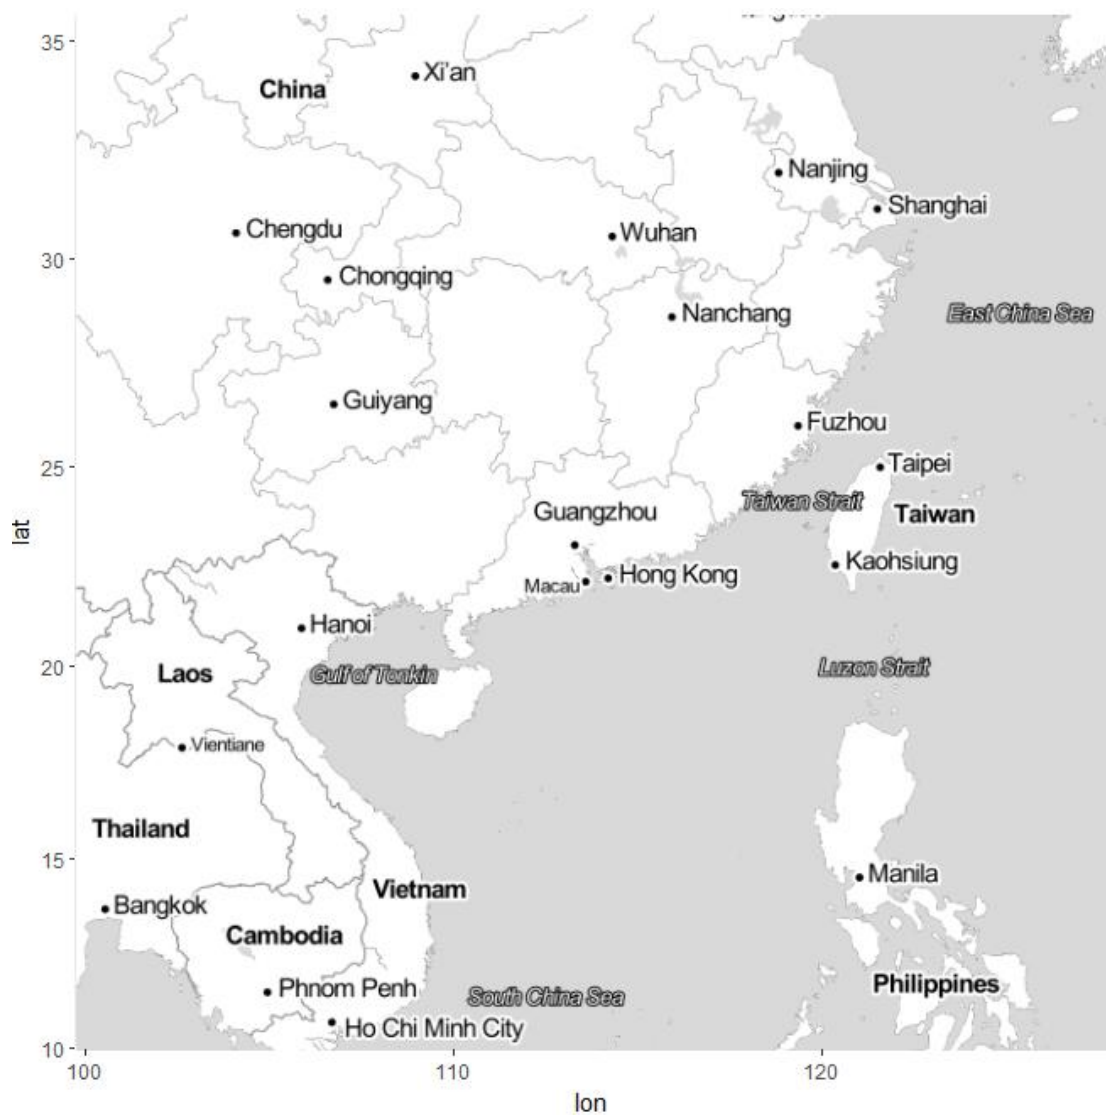 35
China
Xi'an
Nanjing
Shanghai
Chengdu
Wuhan
30
Chongqing
Nanchang
East China Sea
Guiyang
Fuzhou
25
Taipei
Taiwan Strait
Guangzhou
Taiwan
lat
Kaohsiung
Hong Kong
Macau
Hanoi
20
Laos
Gulf of Tonkin
Luzon Strait
Vientiane
Thailand
15
Manila
Vietnam
Bangkok
Cambodia
Philippines
Phnom Penh
South China Sea
Ho Chi Minh City
10
100
110
120
lon